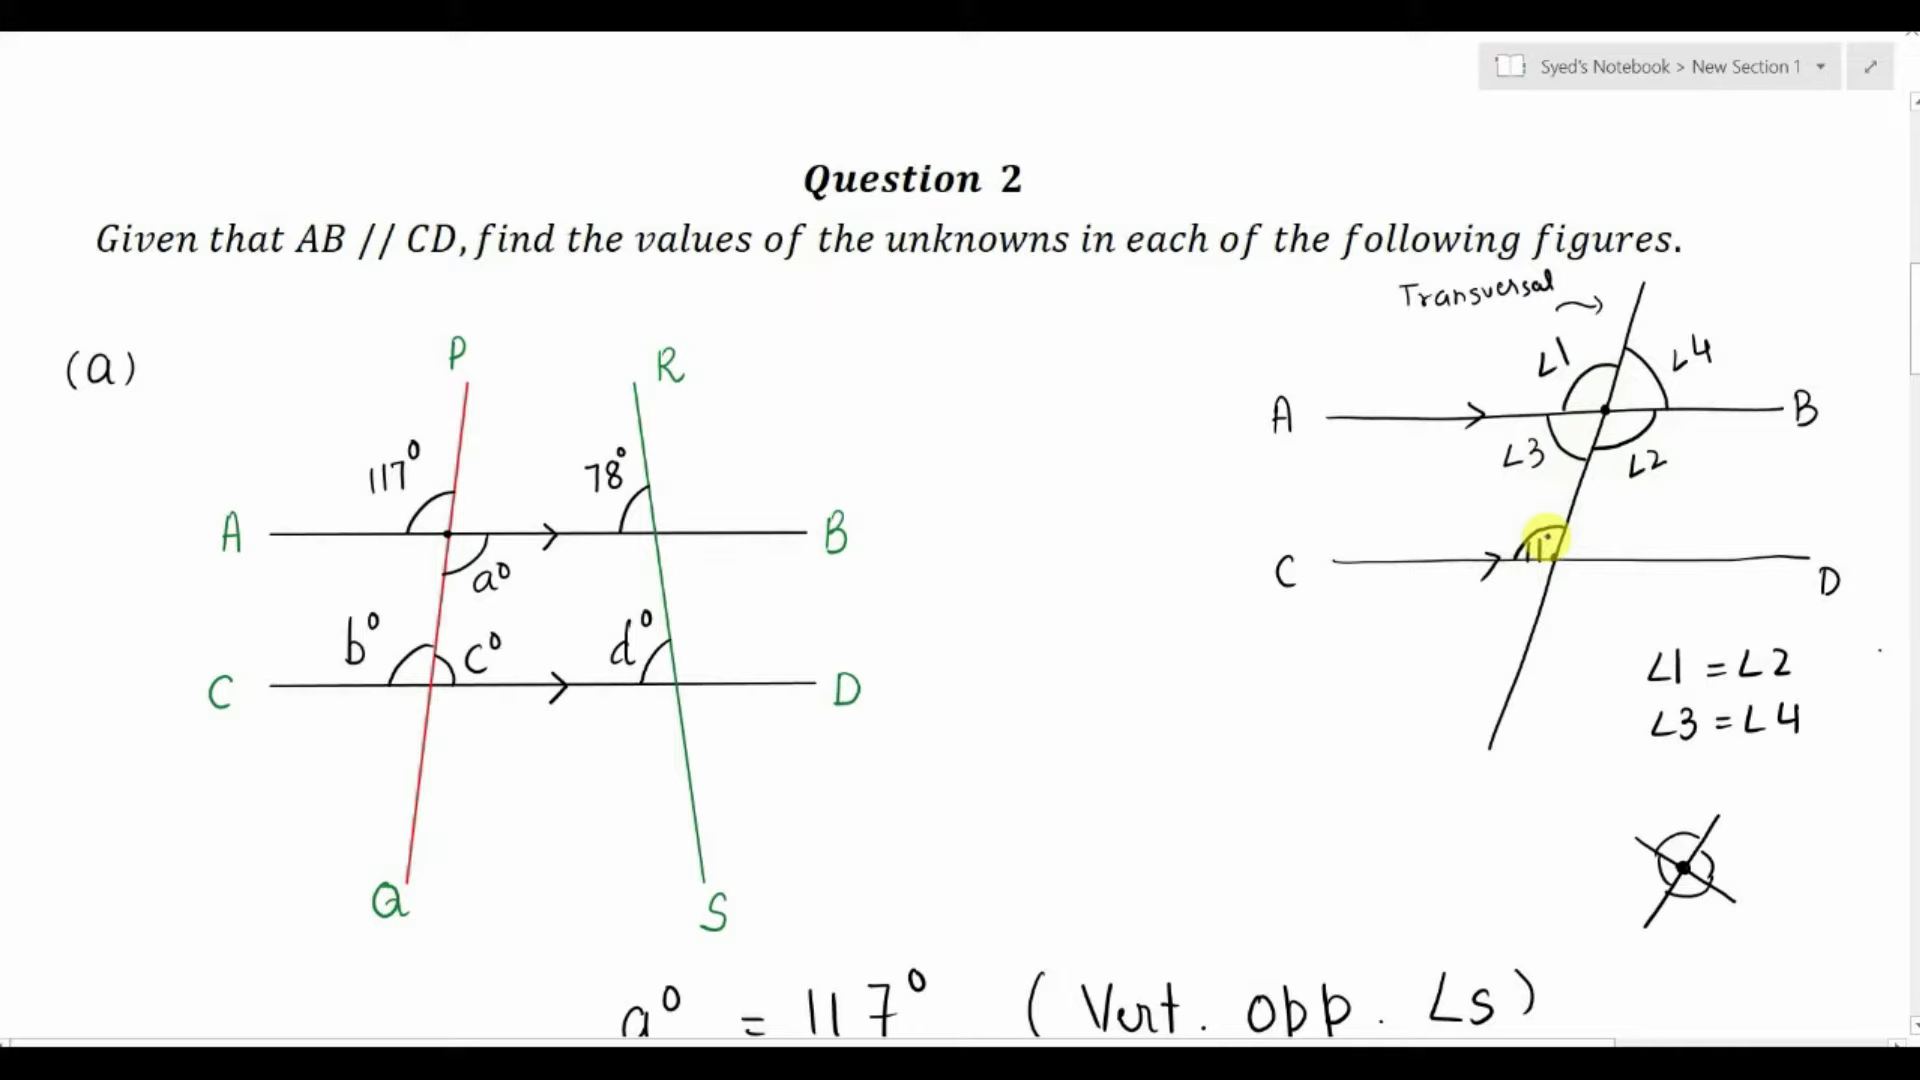 Syed's Notebook > New Section 1
Question 2
Given that AB // CD, find the values of the unknowns in each of the following figures.
Transversal
(a)
P
R
∠1
∠4
117°
78°
A
B
A
B
∠3
∠2
a°
b°
c°
d°
C
D
C
D
∠1 = ∠2
∠3 = ∠4
Q
S
a° = 117° (Vert. opp. ∠s)